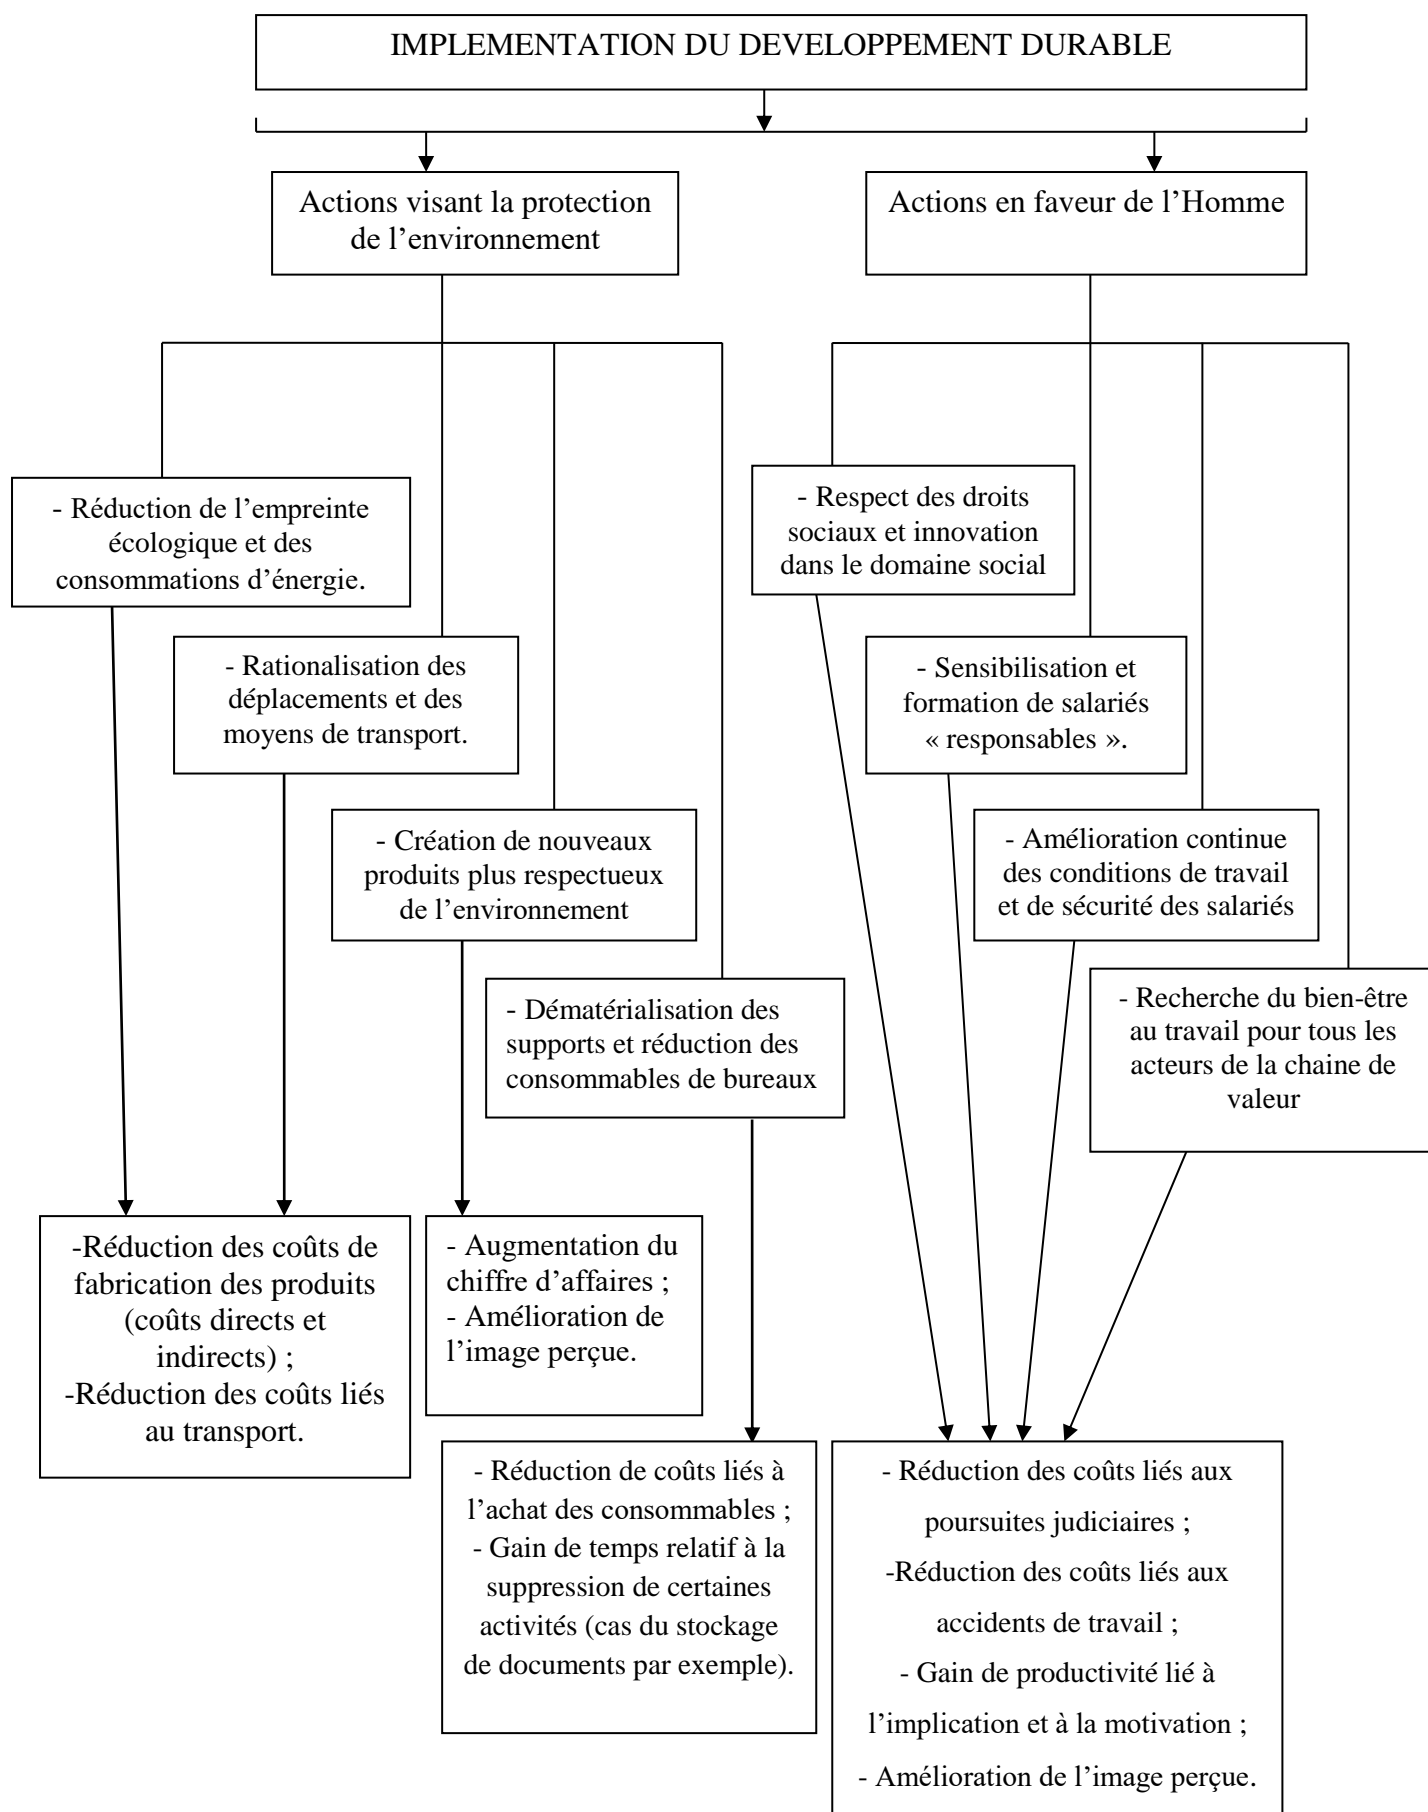 IMPLEMENTATION DU DEVELOPPEMENT DURABLE
Actions visant la protection
de l’environnement
Actions en faveur de l’Homme
- Réduction de l’empreinte
écologique et des
consommations d’énergie.
- Respect des droits
sociaux et innovation
dans le domaine social
- Rationalisation des
déplacements et des
moyens de transport.
- Sensibilisation et
formation de salariés
« responsables ».
- Création de nouveaux
produits plus respectueux
de l’environnement
- Amélioration continue
des conditions de travail
et de sécurité des salariés
- Dématérialisation des
supports et réduction des
consommables de bureaux
- Recherche du bien-être
au travail pour tous les
acteurs de la chaine de
valeur
-Réduction des coûts de
fabrication des produits
(coûts directs et
indirects) ;
-Réduction des coûts liés
au transport.
- Augmentation du
chiffre d’affaires ;
- Amélioration de
l’image perçue.
- Réduction de coûts liés à
l’achat des consommables ;
- Gain de temps relatif à la
suppression de certaines
activités (cas du stockage
de documents par exemple).
- Réduction des coûts liés aux
poursuites judiciaires ;
-Réduction des coûts liés aux
accidents de travail ;
- Gain de productivité lié à
l’implication et à la motivation ;
- Amélioration de l’image perçue.